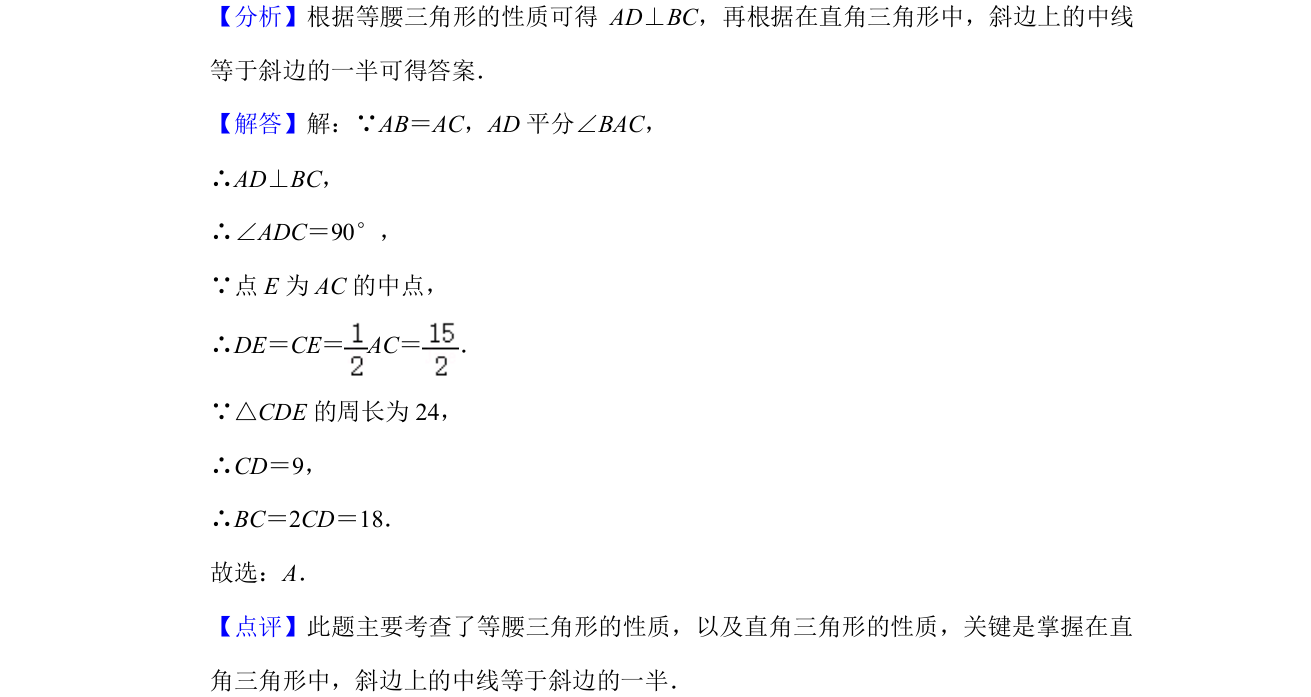 【分析】根据等腰三角形的性质可得 AD⊥BC，再根据在直角三角形中，斜边上的中线
等于斜边的一半可得答案．
【解答】解：∵AB＝AC，AD 平分∠BAC，
∴AD⊥BC，
∴∠ADC＝90°，
∵点 E 为 AC 的中点，
∴DE＝CE＝1/2AC＝15/2．
∵△CDE 的周长为 24，
∴CD＝9，
∴BC＝2CD＝18．
故选：A．
【点评】此题主要考查了等腰三角形的性质，以及直角三角形的性质，关键是掌握在直
角三角形中，斜边上的中线等于斜边的一半．